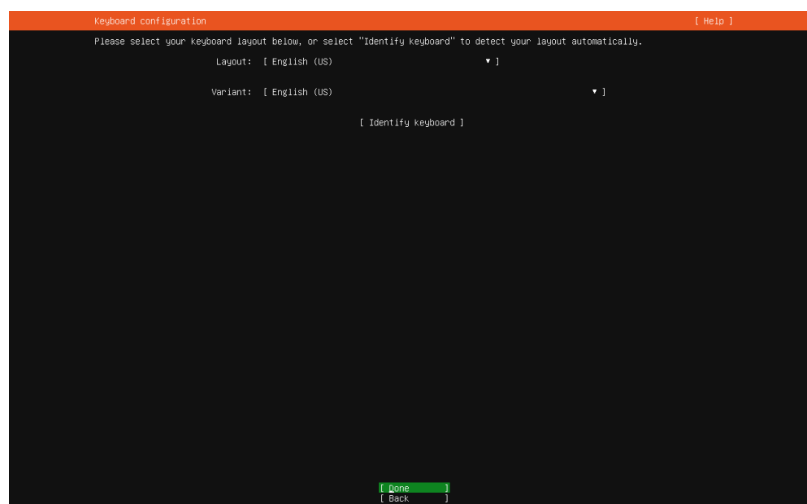 Keyboard configuration [ Help ]
Please select your keyboard layout below, or select "Identify keyboard" to detect your layout automatically.
Layout: [ English (US) ▾ ]
Variant: [ English (US) ▾ ]
[ Identify keyboard ]
[ Done ]
[ Back ]